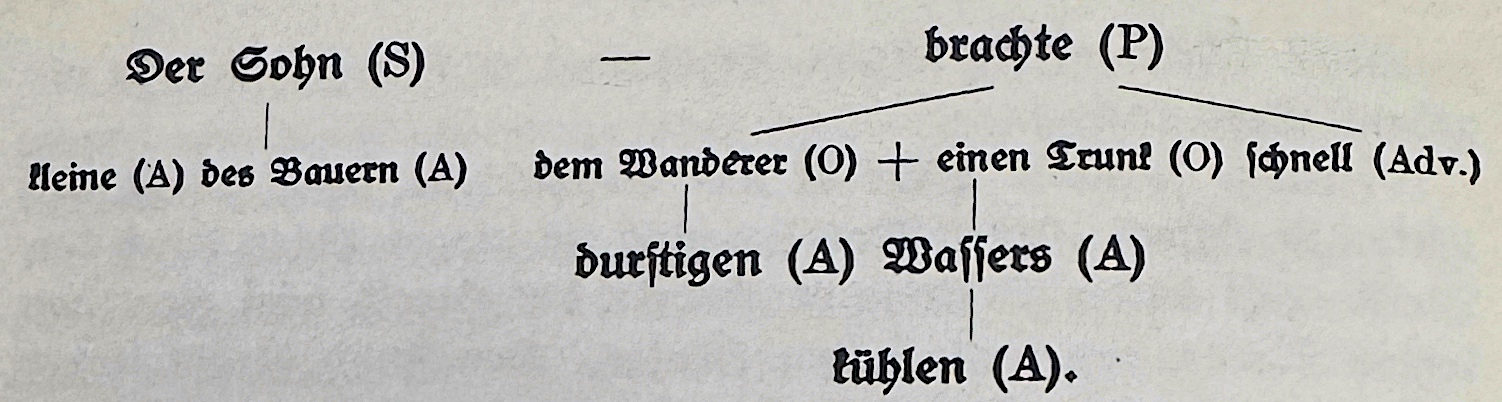 Der Sohn (S) — brachte (P)
kleine (A) des Bauern (A) dem Wanderer (O) + einen Trunk (O) schnell (Adv.)
durstigen (A) Wassers (A)
kühlen (A).